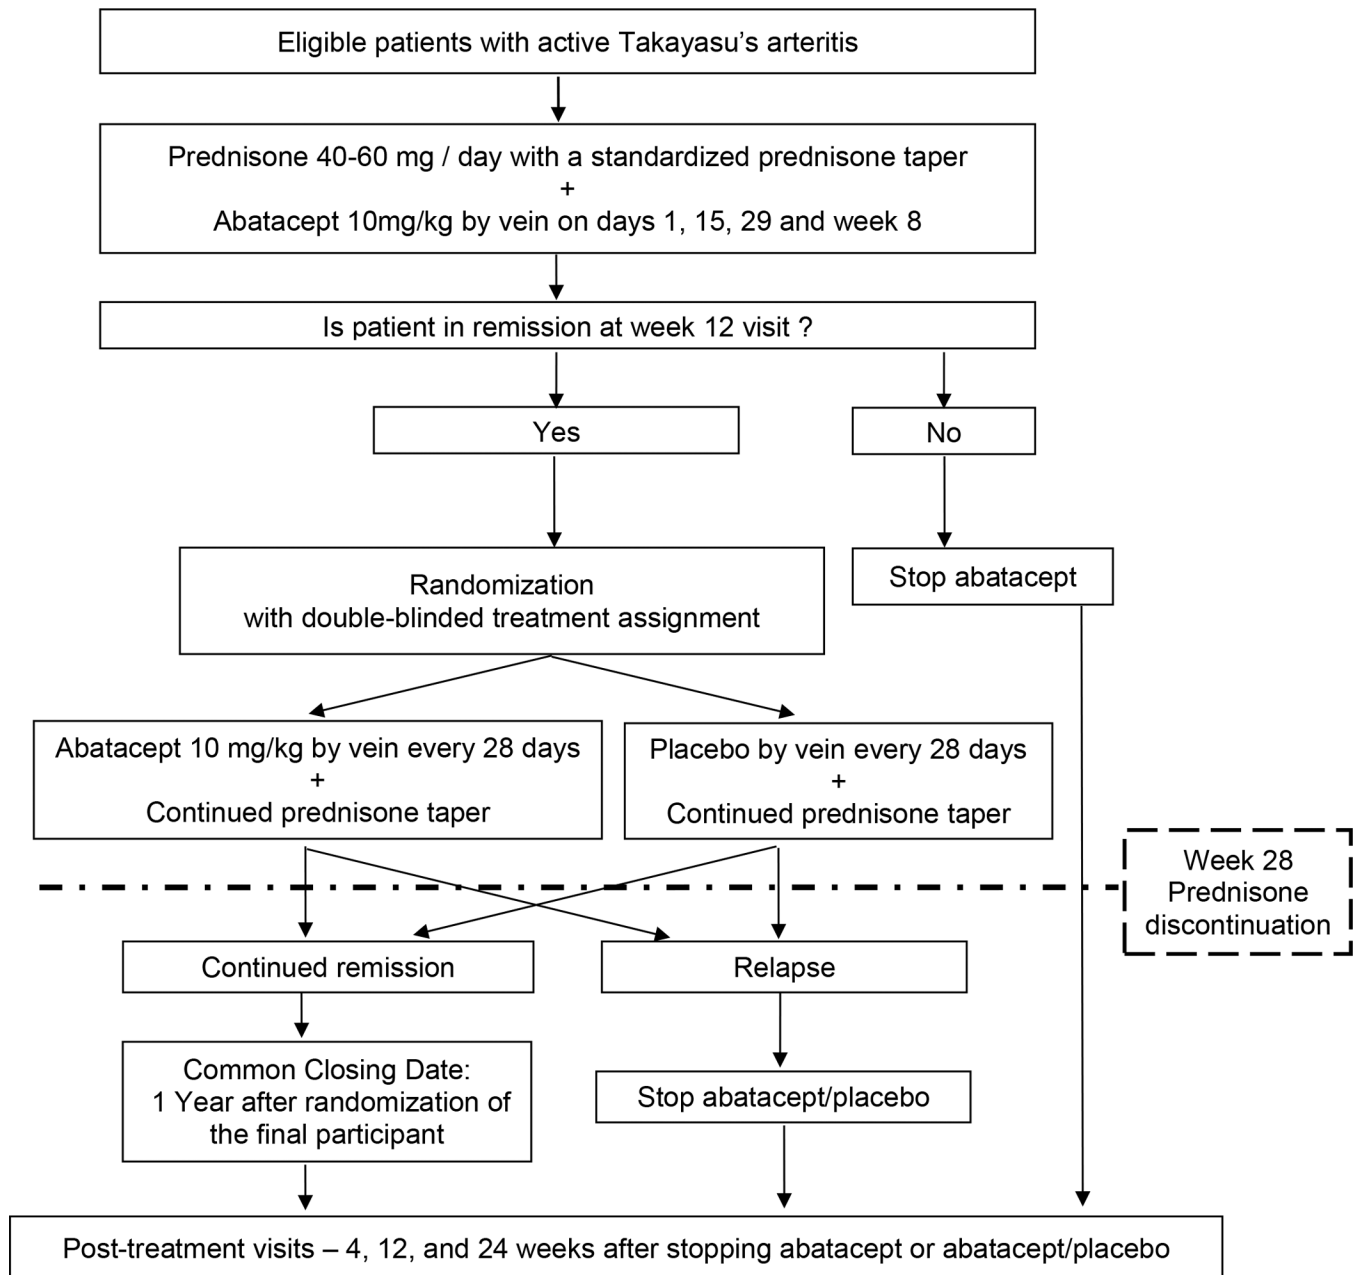 Eligible patients with active Takayasu's arteritis
Prednisone 40-60 mg / day with a standardized prednisone taper
+
Abatacept 10mg/kg by vein on days 1, 15, 29 and week 8
Is patient in remission at week 12 visit ?
Yes
No
Randomization
with double-blinded treatment assignment
Stop abatacept
Abatacept 10 mg/kg by vein every 28 days
+
Continued prednisone taper
Placebo by vein every 28 days
+
Continued prednisone taper
Week 28
Prednisone
discontinuation
Continued remission
Relapse
Common Closing Date:
1 Year after randomization of
the final participant
Stop abatacept/placebo
Post-treatment visits – 4, 12, and 24 weeks after stopping abatacept or abatacept/placebo